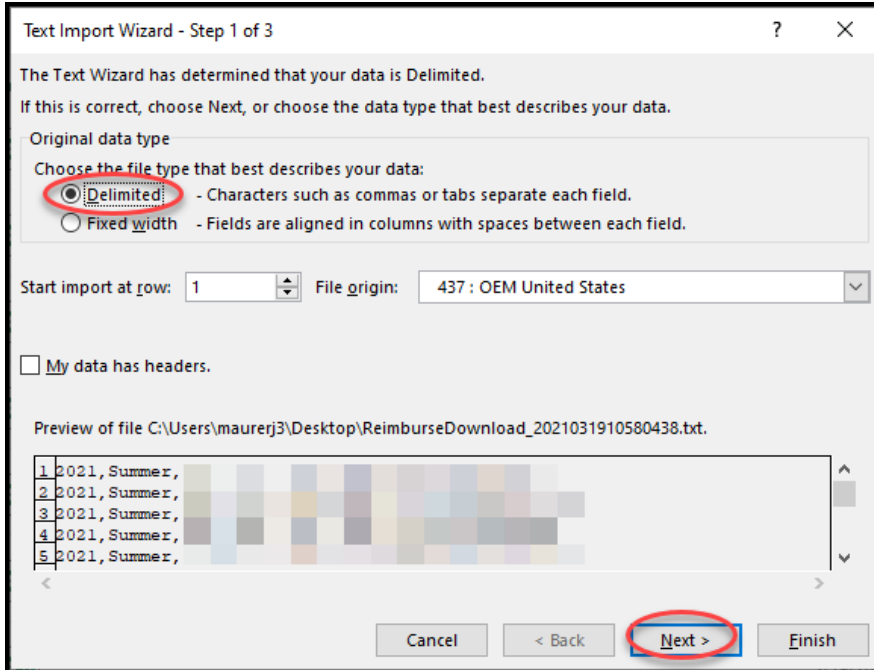 Text Import Wizard - Step 1 of 3 ?
The Text Wizard has determined that your data is Delimited.
If this is correct, choose Next, or choose the data type that best describes your data.
Original data type
Choose the file type that best describes your data:
Delimited - Characters such as commas or tabs separate each field.
Fixed width - Fields are aligned in columns with spaces between each field.
Start import at row: 1 File origin: 437 : OEM United States
My data has headers.
Preview of file C:\Users\maurerj3\Desktop\ReimburseDownload_2021031910580438.txt.
1 2021,Summer,
2 2021,Summer,
3 2021,Summer,
4 2021,Summer,
5 2021,Summer,
Cancel < Back Next > Finish